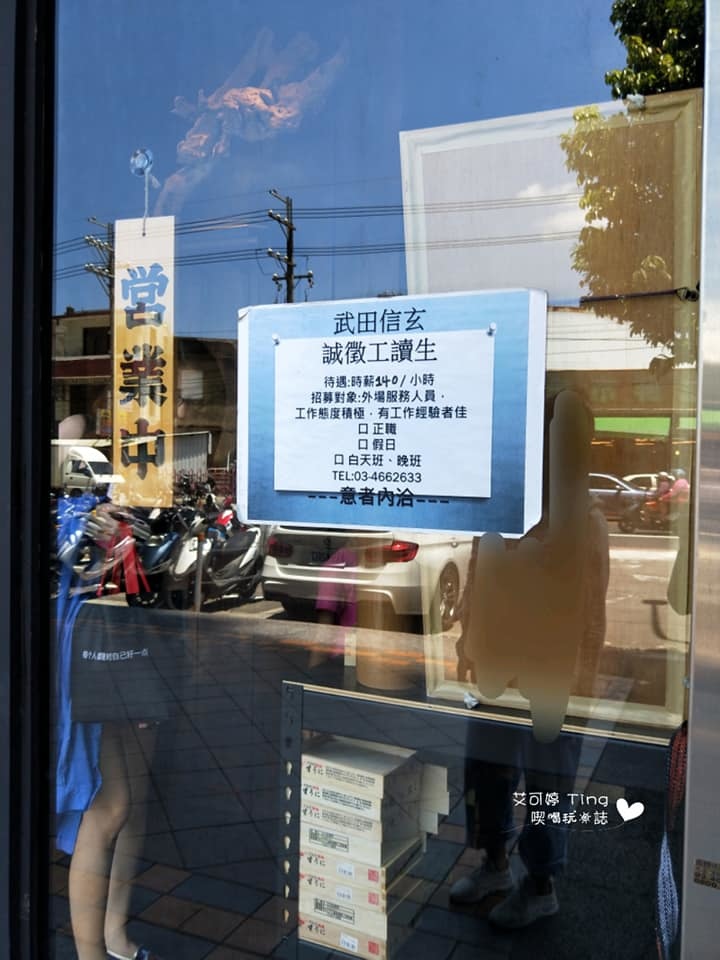 営業中
武田信玄
誠徵工讀生
待遇:時薪140/小時
招募對象:外場服務人員，
工作態度積極，有工作經驗者佳
口 正職
口 假日
口 白天班、晚班
TEL:03-4662633
---意者內洽---
艾可婷 Ting
喫喝玩樂誌